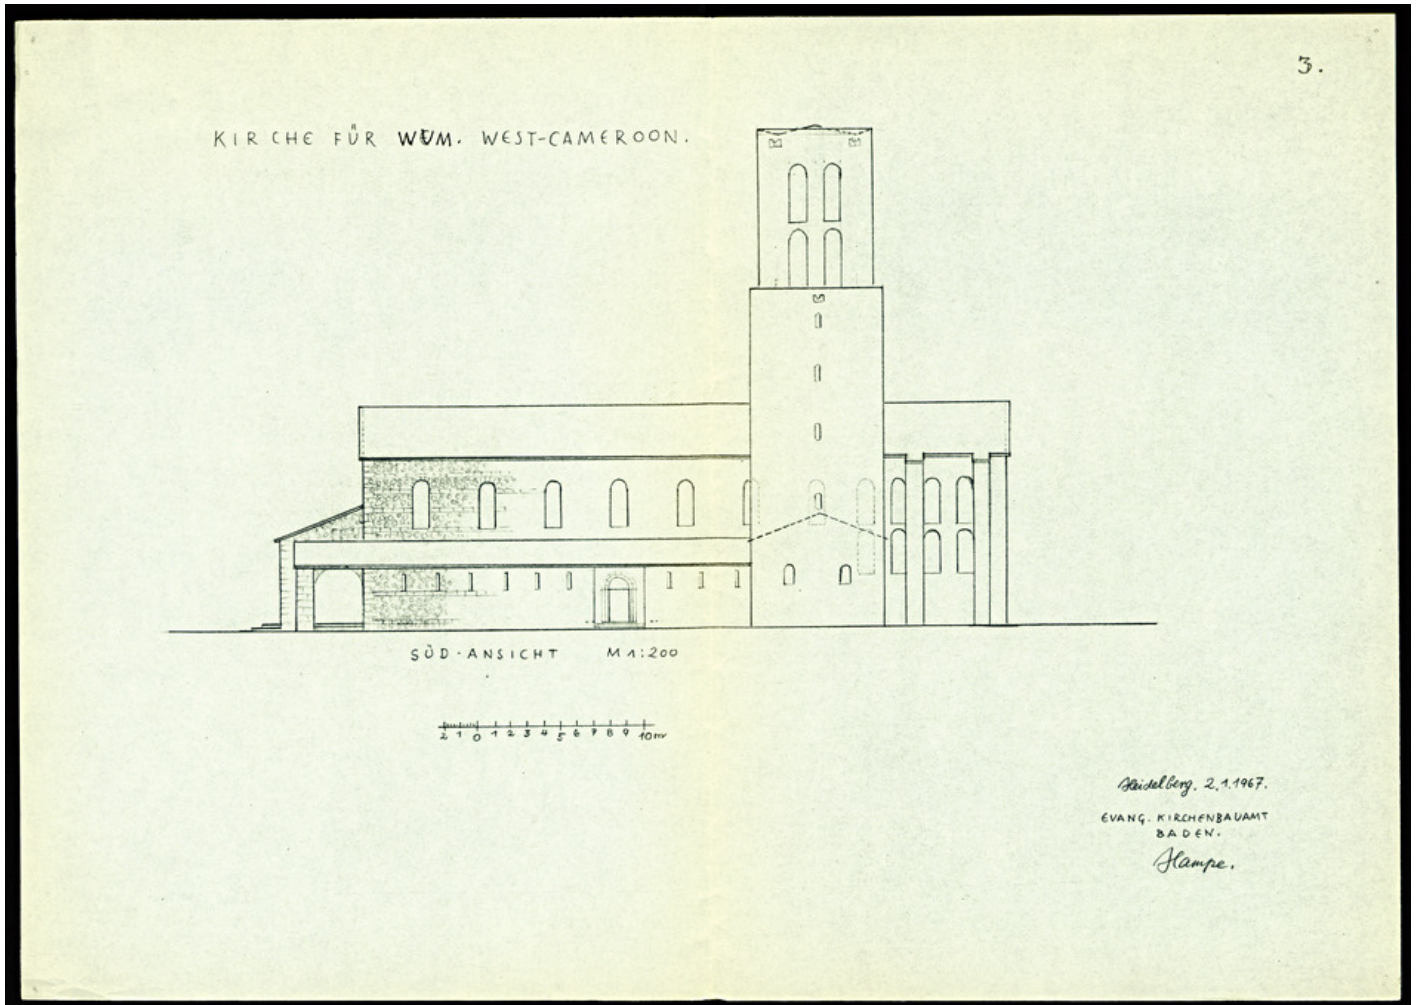 3.
KIRCHE FÜR WUM. WEST-CAMEROON.
SÜD-ANSICHT M 1:200
2 1 0 1 2 3 4 5 6 7 8 9 10m
Heidelberg, 2.1.1967.
EVANG. KIRCHENBAUAMT
BADEN.
Hampe.